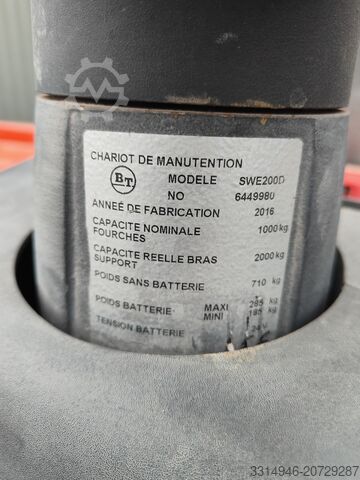 CHARIOT DE MANUTENTION
BT
MODELE SWE200D
NO 6449980
ANNEÉ DE FABRICATION 2016
CAPACITE NOMINALE FOURCHES 1000 kg
CAPACITE REELLE BRAS SUPPORT 2000 kg
POIDS SANS BATTERIE 710 kg
POIDS BATTERIE MAXI 285 kg
MINI 185 kg
TENSION BATTERIE 24 V
3314946-20729287